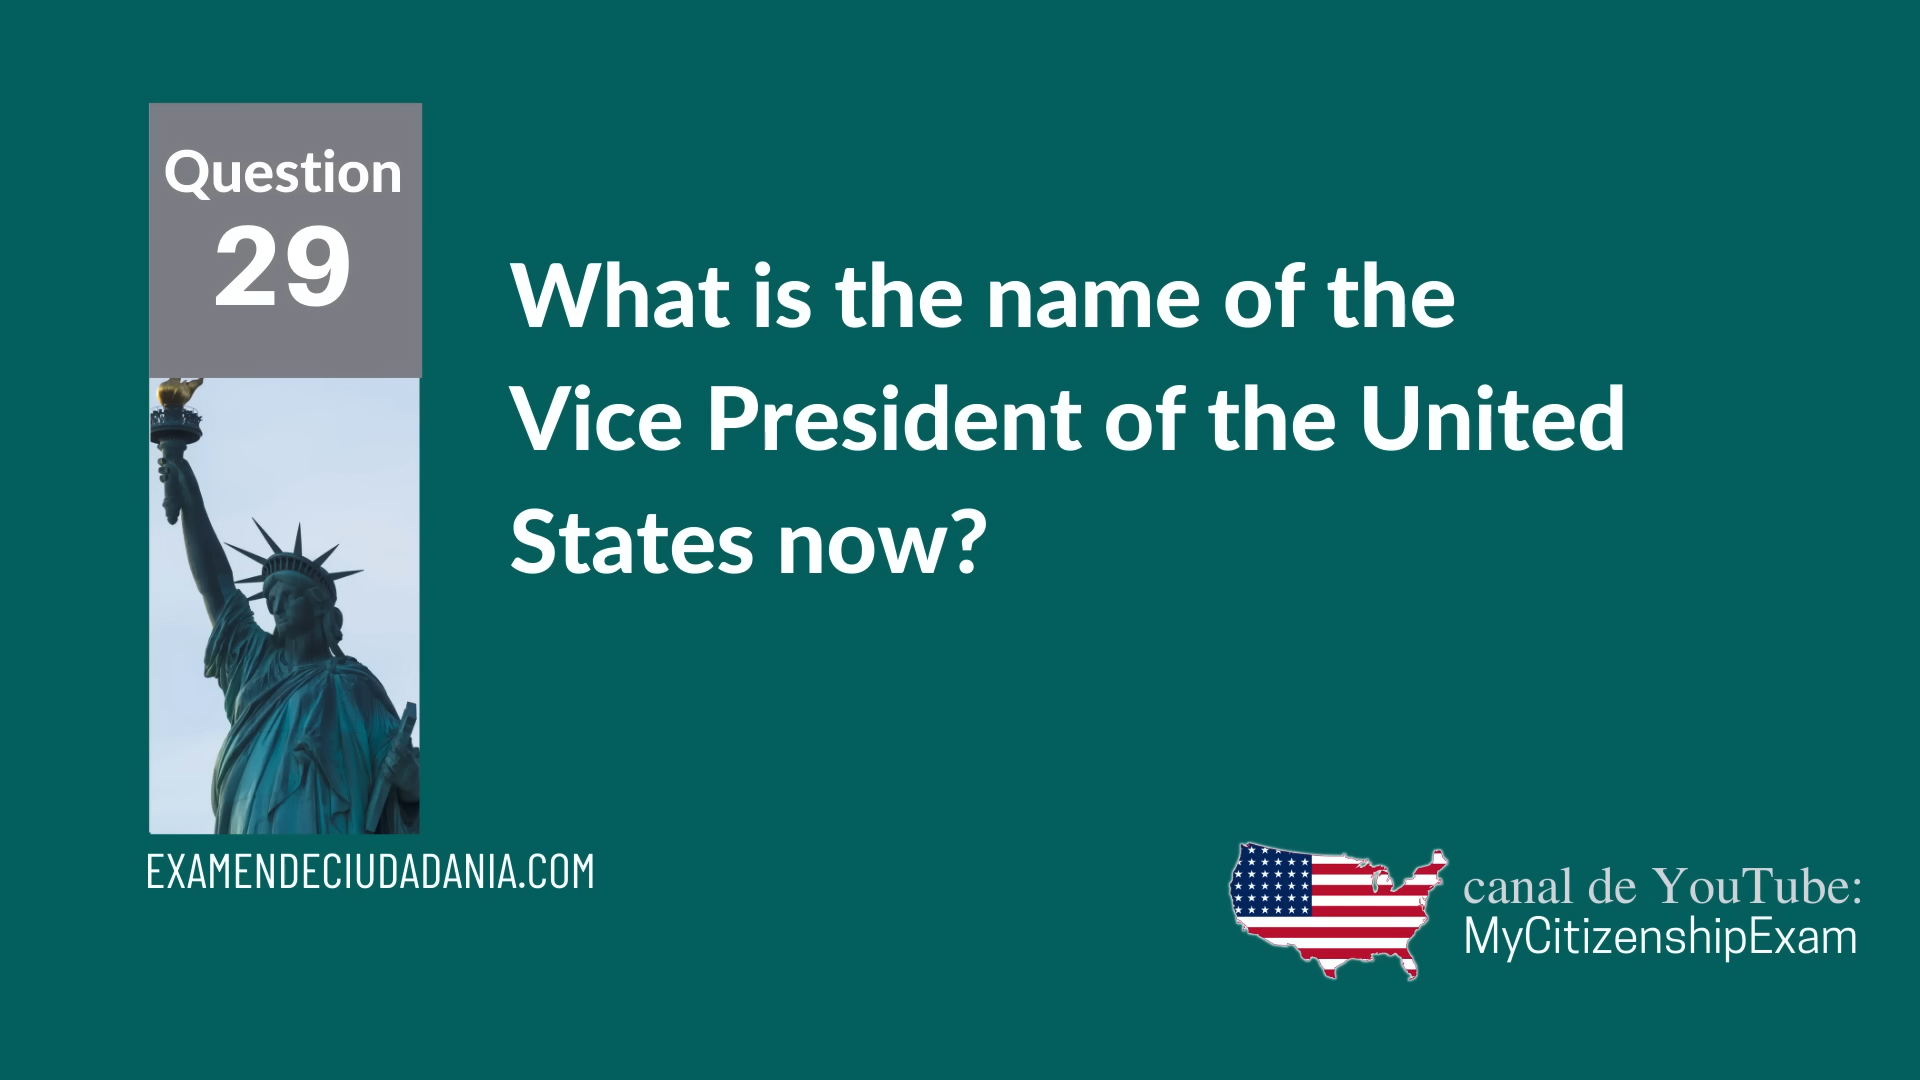 Question
29
What is the name of the
Vice President of the United
States now?
EXAMENDECIUDADANIA.COM
canal de YouTube:
MyCitizenshipExam